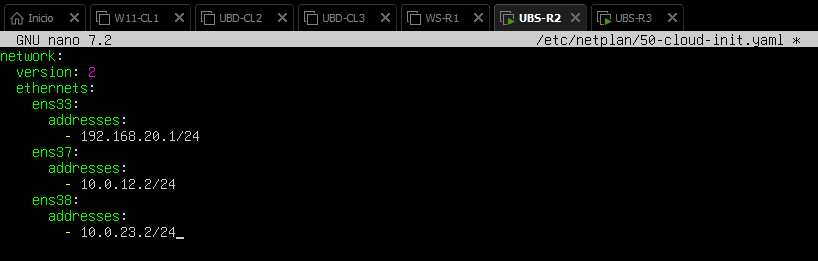 Inicio W11-CL1 UBD-CL2 UBD-CL3 WS-R1 UBS-R2 UBS-R3
GNU nano 7.2 /etc/netplan/50-cloud-init.yaml *
network:
  version: 2
  ethernets:
    ens33:
      addresses:
        - 192.168.20.1/24
    ens37:
      addresses:
        - 10.0.12.2/24
    ens38:
      addresses:
        - 10.0.23.2/24